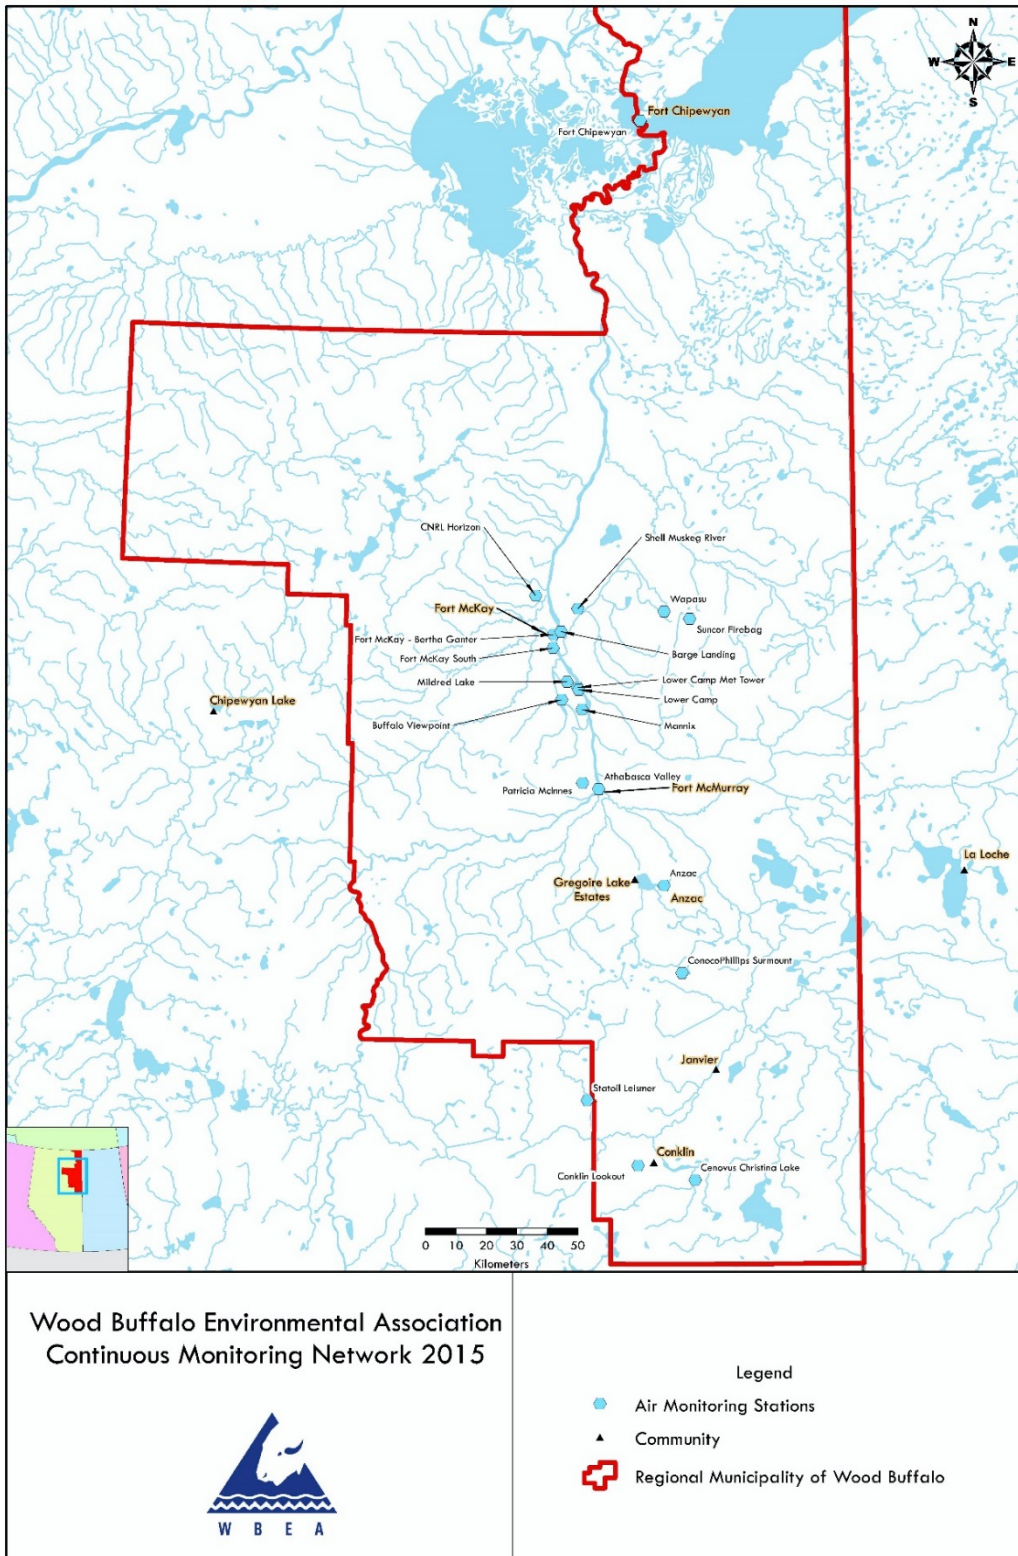 N
W E
S
Fort Chipewyan
Fort Chipewyan
CNRL Horizon
Shell Muskeg River
Wapasu
Fort McKay
Suncor Firebag
Fort McKay - Bertha Ganter
Barge Landing
Fort McKay South
Mildred Lake
Lower Camp Met Tower
Lower Camp
Chipewyan Lake
Buffalo Viewpoint
Mannix
Athabasca Valley
Patricia McInnes
Fort McMurray
La Loche
Anzac
Gregoire Lake
Estates
Anzac
ConocoPhillips Surmount
Janvier
Statoil Leismer
Conklin
Conklin Lookout
Cenovus Christina Lake
0 10 20 30 40 50
Kilometers
Wood Buffalo Environmental Association
Continuous Monitoring Network 2015
W B E A
Legend
Air Monitoring Stations
Community
Regional Municipality of Wood Buffalo